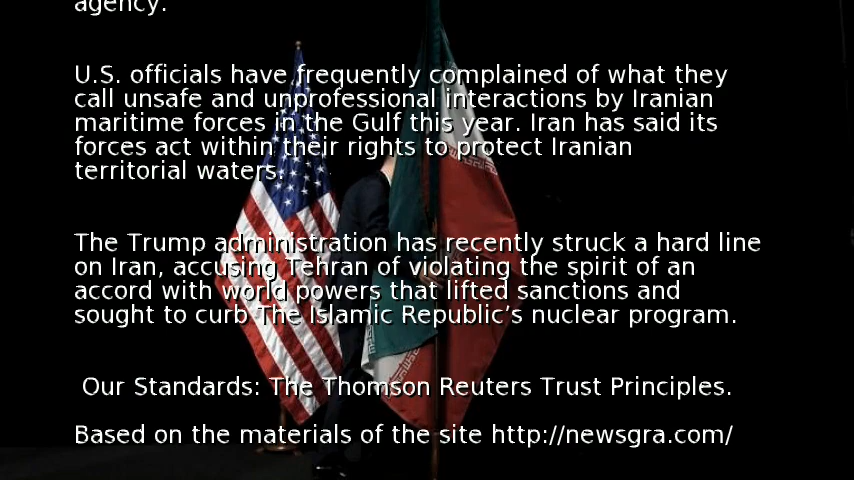 agency.
U.S. officials have frequently complained of what they
call unsafe and unprofessional interactions by Iranian
maritime forces in the Gulf this year. Iran has said its
forces act within their rights to protect Iranian
territorial waters.
The Trump administration has recently struck a hard line
on Iran, accusing Tehran of violating the spirit of an
accord with world powers that lifted sanctions and
sought to curb The Islamic Republic’s nuclear program.
Our Standards: The Thomson Reuters Trust Principles.
Based on the materials of the site http://newsgra.com/